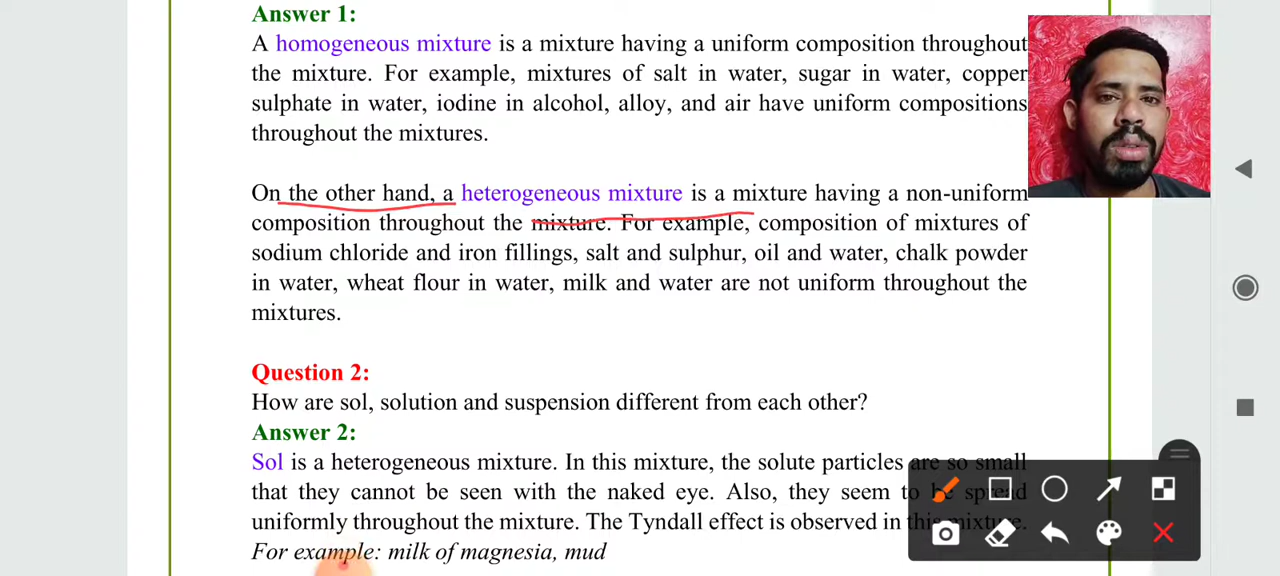 Answer 1:
A homogeneous mixture is a mixture having a uniform composition throughout
the mixture. For example, mixtures of salt in water, sugar in water, copper
sulphate in water, iodine in alcohol, alloy, and air have uniform compositions
throughout the mixtures.
On the other hand, a heterogeneous mixture is a mixture having a non-uniform
composition throughout the mixture. For example, composition of mixtures of
sodium chloride and iron fillings, salt and sulphur, oil and water, chalk powder
in water, wheat flour in water, milk and water are not uniform throughout the
mixtures.
Question 2:
How are sol, solution and suspension different from each other?
Answer 2:
Sol is a heterogeneous mixture. In this mixture, the solute particles are so small
that they cannot be seen with the naked eye. Also, they seem to be spread
uniformly throughout the mixture. The Tyndall effect is observed in this mixture.
For example: milk of magnesia, mud